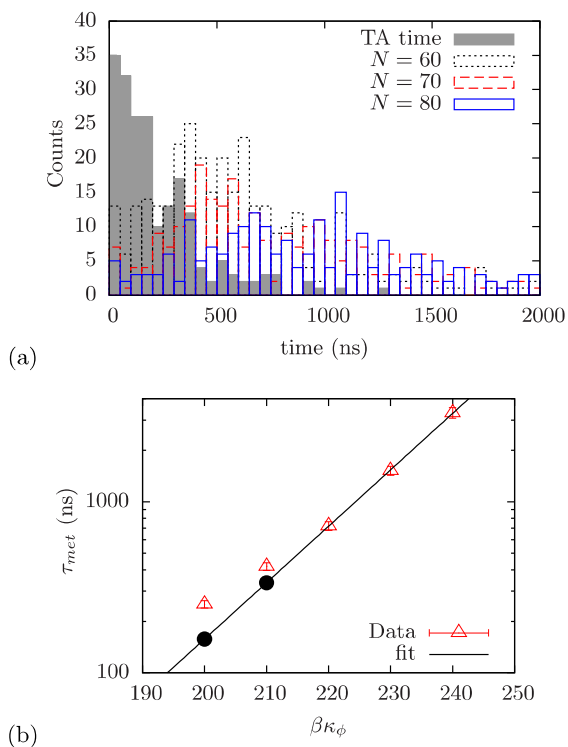 40
35
30
25
20
15
10
5
0
Counts
TA time
N = 60
N = 70
N = 80
0 500 1000 1500 2000
time (ns)
(a)
1000
100
τmet (ns)
Data
fit
190 200 210 220 230 240 250
βκϕ
(b)